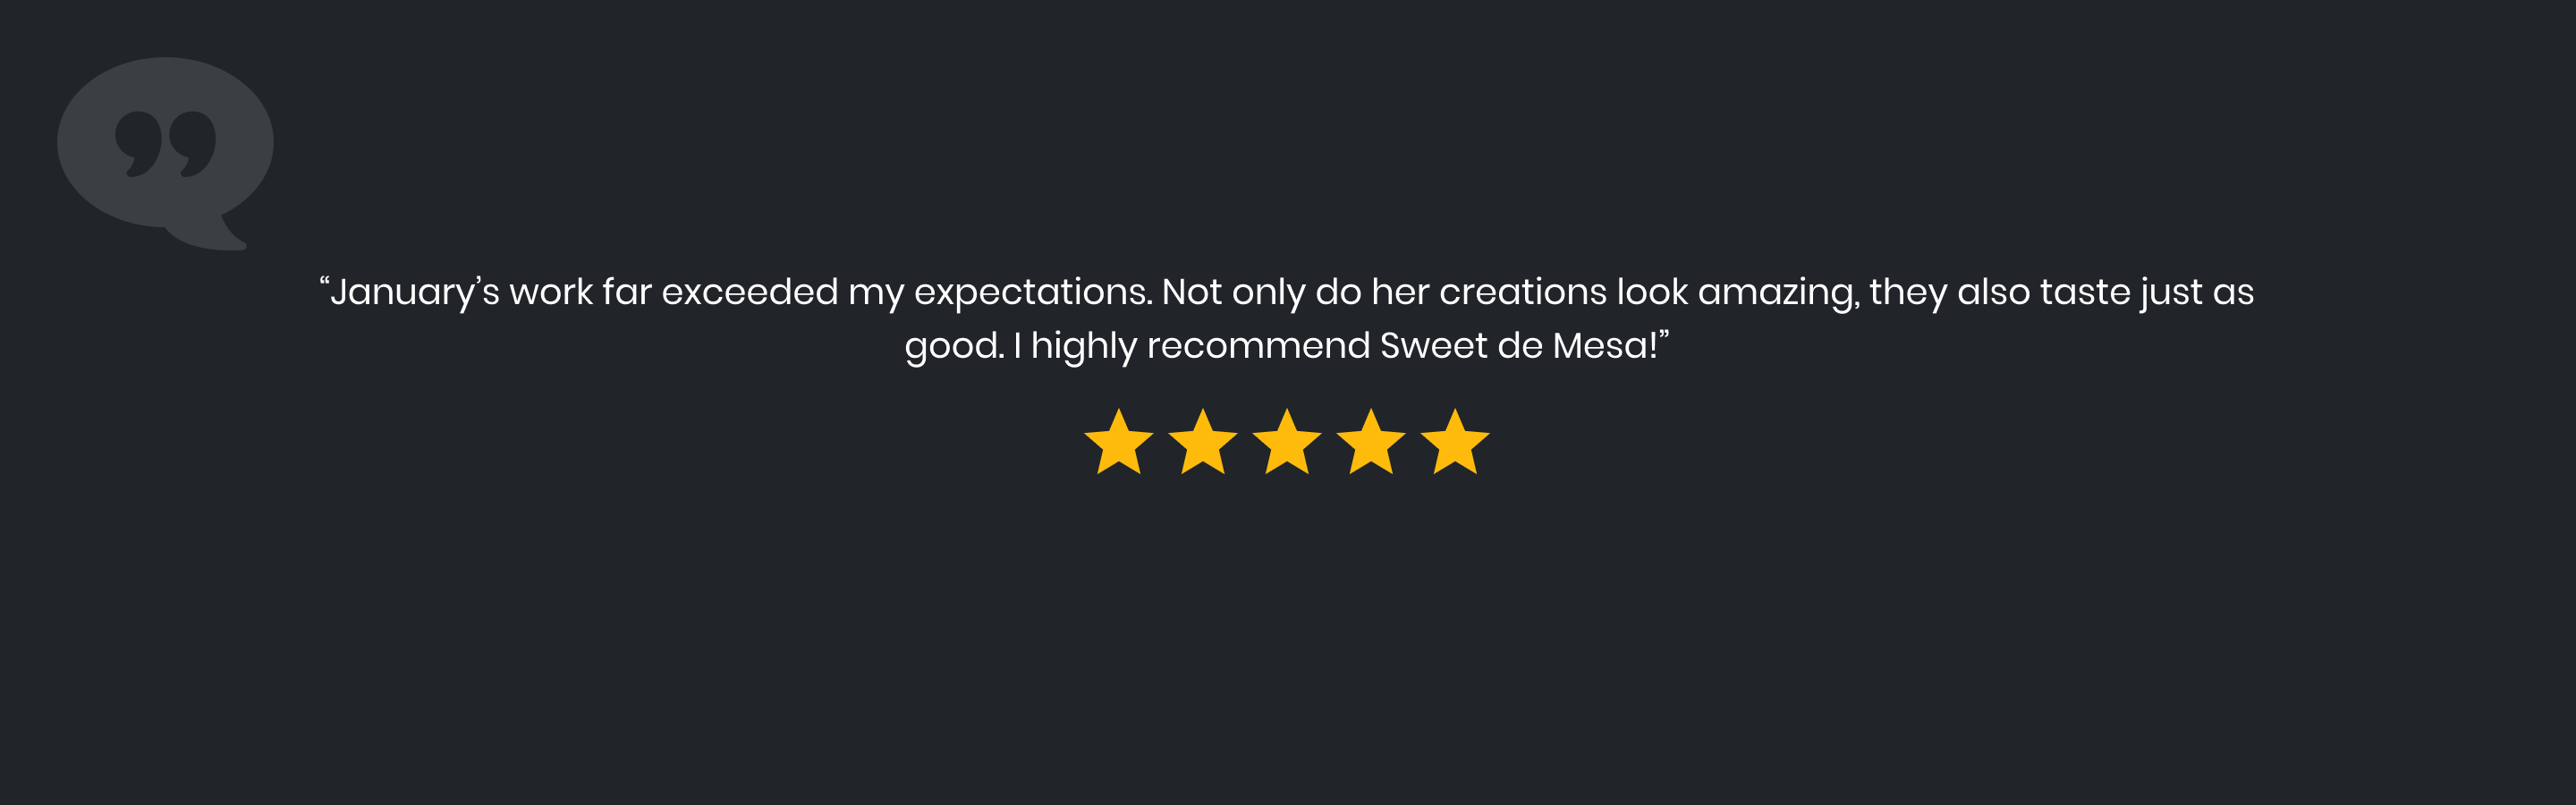 “January’s work far exceeded my expectations. Not only do her creations look amazing, they also taste just as
good. I highly recommend Sweet de Mesa!”